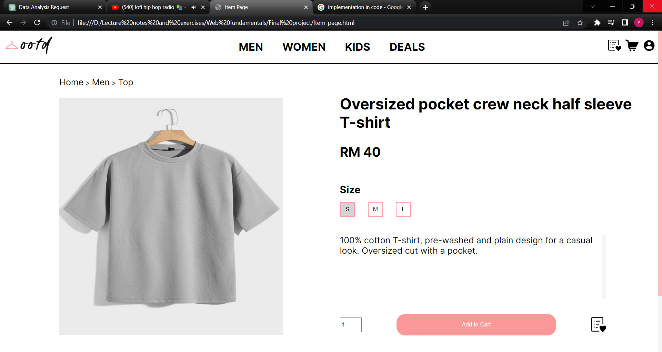 Data Analysis Request
(540) lofi hip hop radio
Item Page
Implementation in code - Google
File
file:///D:/Lecture%20notes%20and%20exercises/Web%20fundamentals/Final%20project/Item_page.html
ootd
MEN
WOMEN
KIDS
DEALS
Home > Men > Top
Oversized pocket crew neck half sleeve
T-shirt
RM 40
Size
S
M
L
100% cotton T-shirt, pre-washed and plain design for a casual
look. Oversized cut with a pocket.
1
Add to Cart